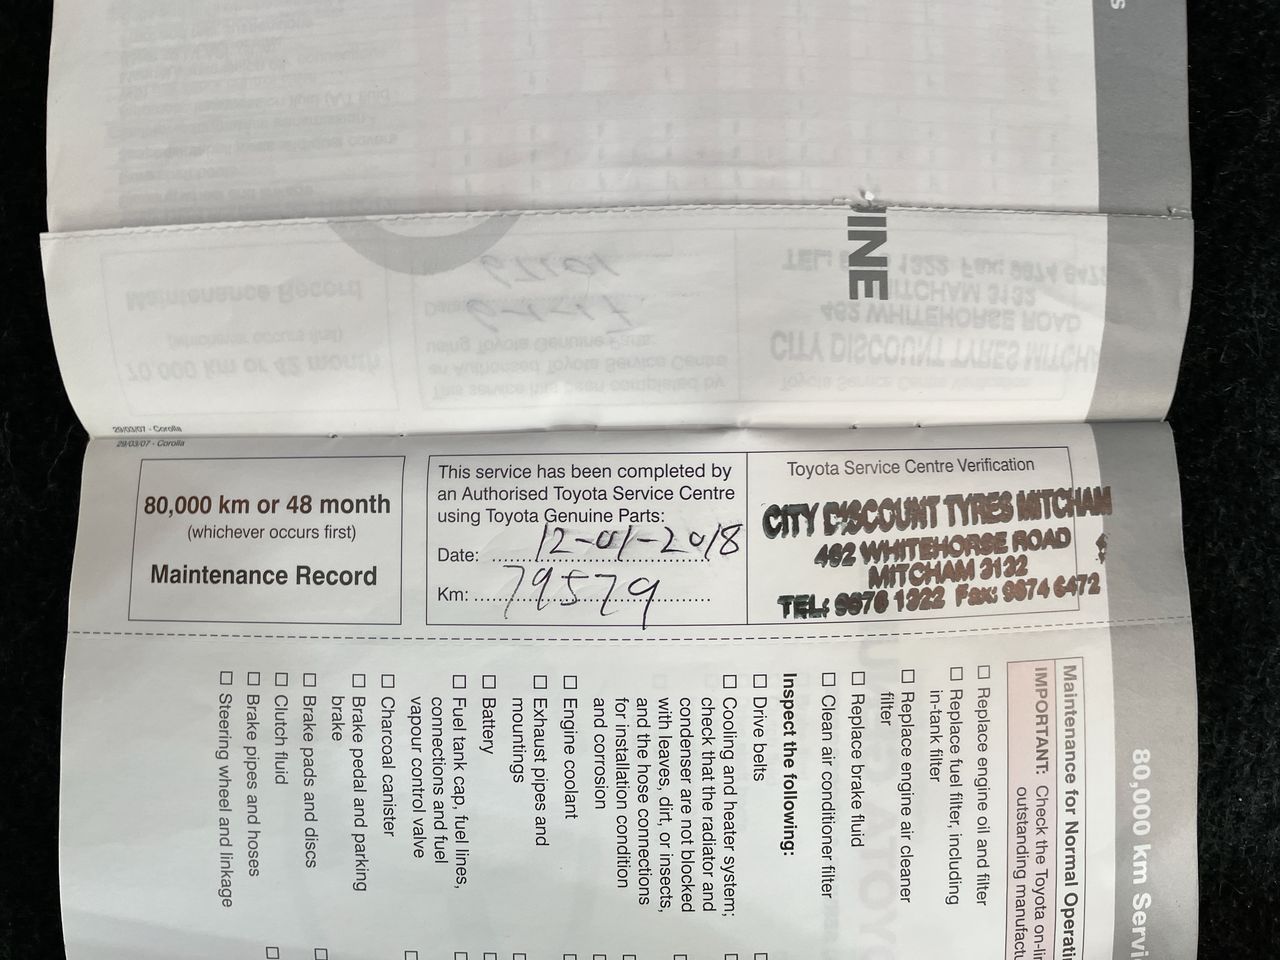 INE
29/03/07 - Corolla
29/03/07 - Corolla
80,000 km or 48 month
(whichever occurs first)
Maintenance Record
This service has been completed by
an Authorised Toyota Service Centre
using Toyota Genuine Parts:
Date: 12-01-2018
Km: 79579
Toyota Service Centre Verification
CITY DISCOUNT TYRES MITCHAM
462 WHITEHORSE ROAD
MITCHAM 3132
TEL: 9876 1322 Fax: 9874 6472
80,000 km Servi
Maintenance for Normal Operati
IMPORTANT: Check the Toyota on-li
outstanding manufactu
☐ Replace engine oil and filter
☐ Replace fuel filter, including
in-tank filter
☐ Replace engine air cleaner
filter
☐ Replace brake fluid
☐ Clean air conditioner filter
Inspect the following:
☐ Drive belts
☐ Cooling and heater system;
check that the radiator and
condenser are not blocked
with leaves, dirt, or insects,
and the hose connections
for installation condition
and corrosion
☐ Engine coolant
☐ Exhaust pipes and
mountings
☐ Battery
☐ Fuel tank cap, fuel lines,
connections and fuel
vapour control valve
☐ Charcoal canister
☐ Brake pedal and parking
brake
☐ Brake pads and discs
☐ Clutch fluid
☐ Brake pipes and hoses
☐ Steering wheel and linkage